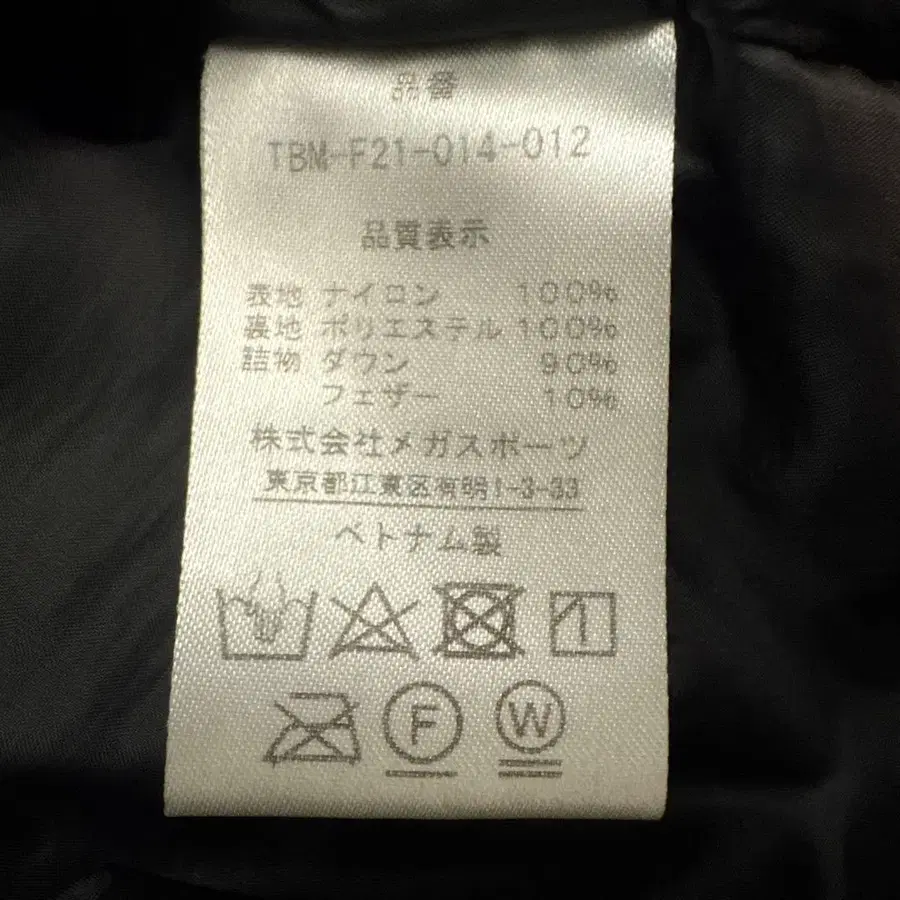 品番
TBM-F21-014-012
品質表示
表地 ナイロン 100%
裏地 ポリエステル 100%
詰物 ダウン 90%
フェザー 10%
株式会社メガスポーツ
東京都江東区有明1-3-33
ベトナム製
F W